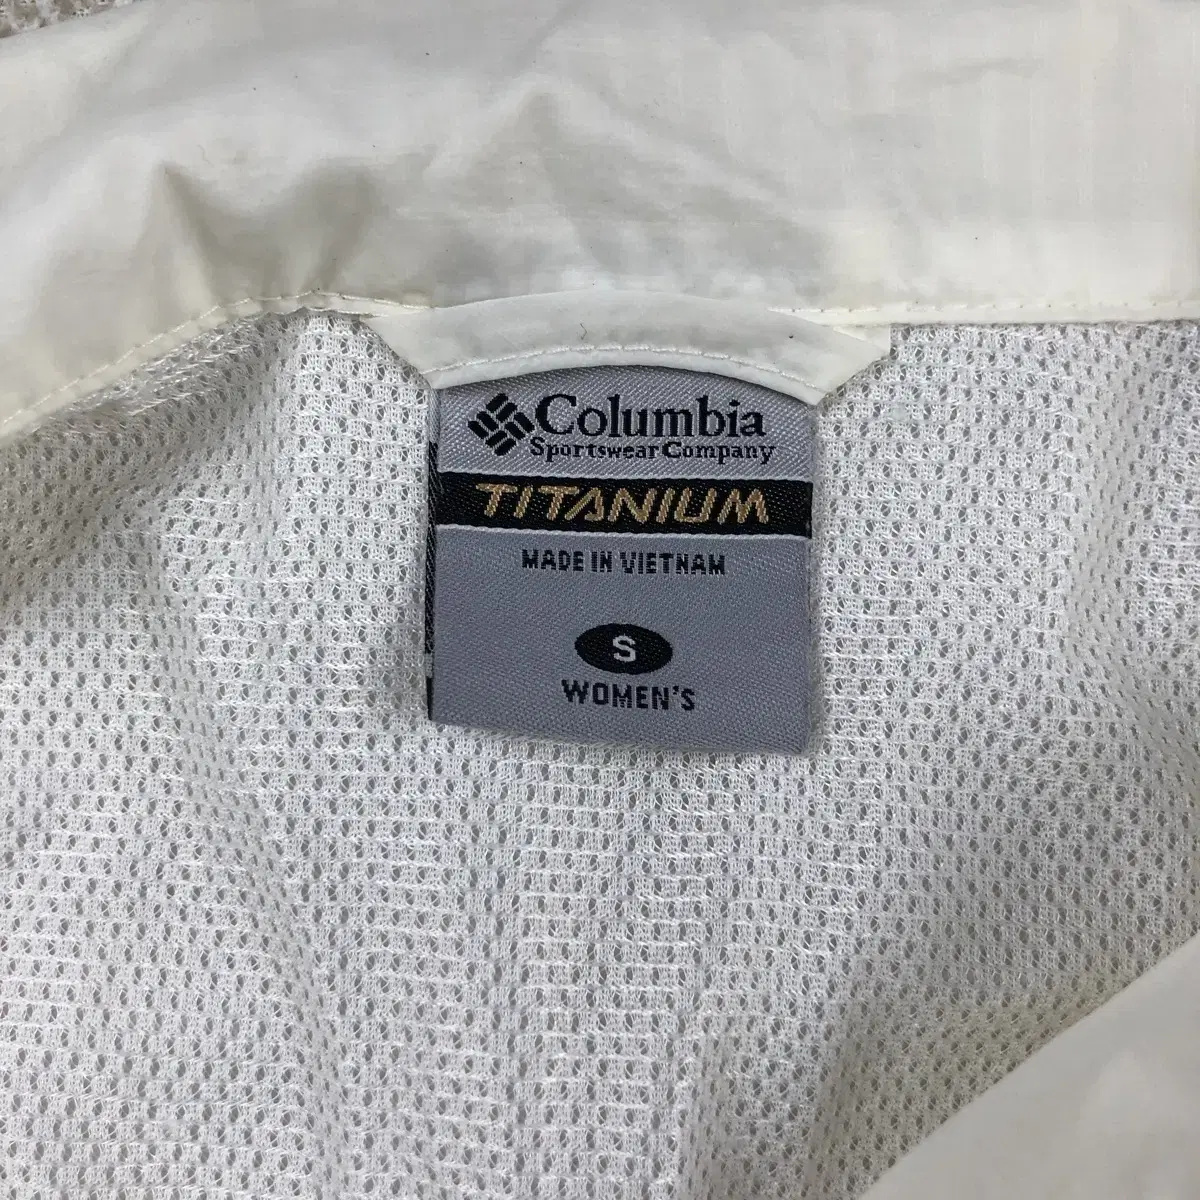 Columbia
Sportswear Company
TITANIUM
MADE IN VIETNAM
S
WOMEN'S